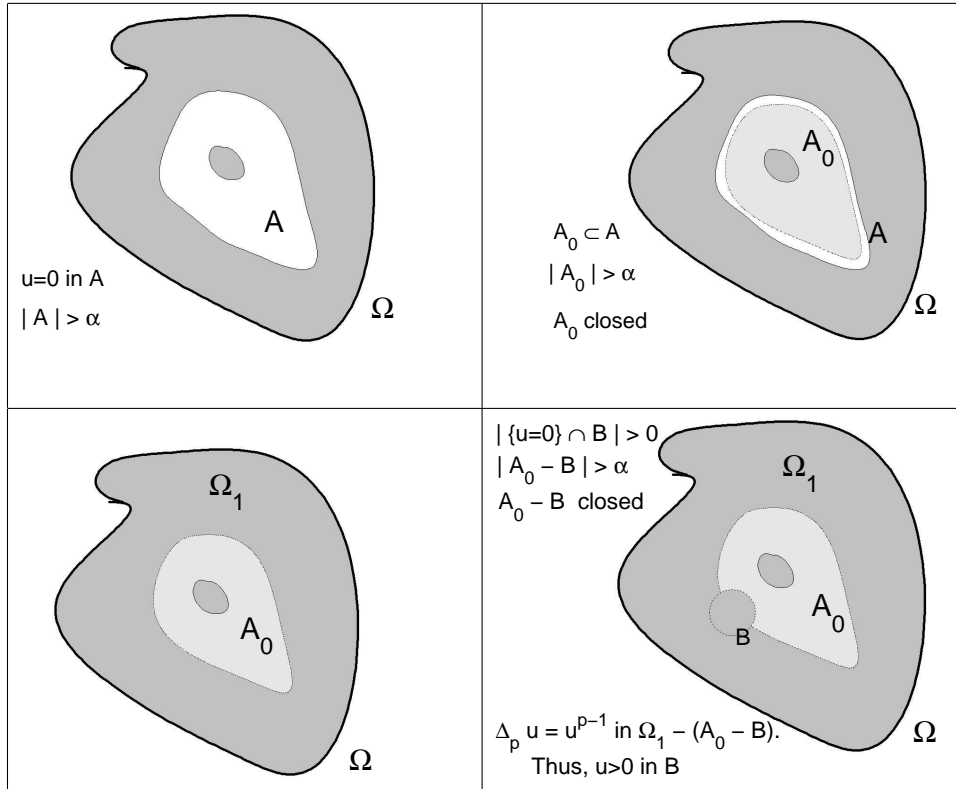 A
u=0 in A
| A | > α
Ω
A₀
A
A₀ ⊂ A
| A₀ | > α
A₀ closed
Ω
Ω₁
A₀
Ω
| {u=0} ∩ B | > 0
| A₀ − B | > α
A₀ − B closed
Ω₁
A₀
B
Δₚ u = uᵖ⁻¹ in Ω₁ − (A₀ − B).
Ω
Thus, u>0 in B